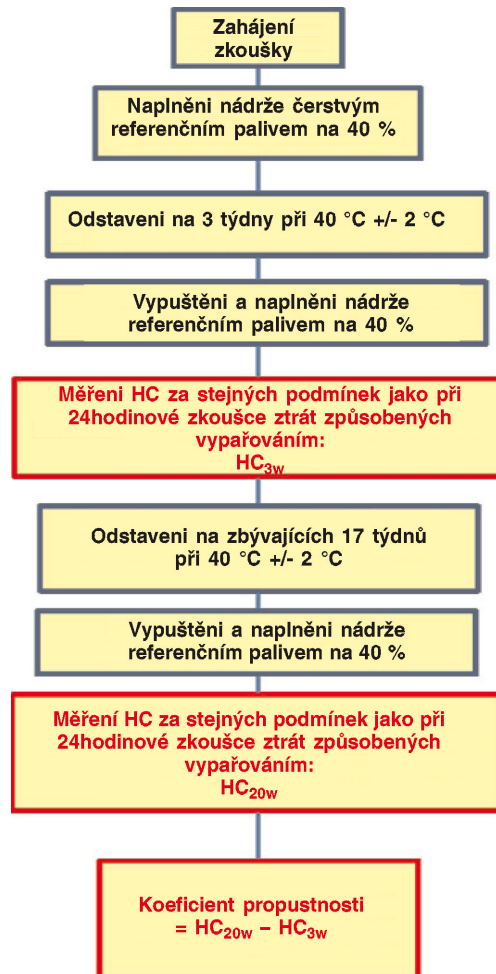 Zahájení
zkoušky
Naplněni nádrže čerstvým
referenčním palivem na 40 %
Odstaveni na 3 týdny při 40 °C +/- 2 °C
Vypuštěni a naplněni nádrže
referenčním palivem na 40 %
Měřeni HC za stejných podmínek jako při
24hodinové zkoušce ztrát způsobených
vypařováním:
HC3w
Odstaveni na zbývajících 17 týdnů
při 40 °C +/- 2 °C
Vypuštěni a naplněni nádrže
referenčním palivem na 40 %
Měření HC za stejných podmínek jako při
24hodinové zkoušce ztrát způsobených
vypařováním:
HC20w
Koeficient propustnosti
= HC20w – HC3w